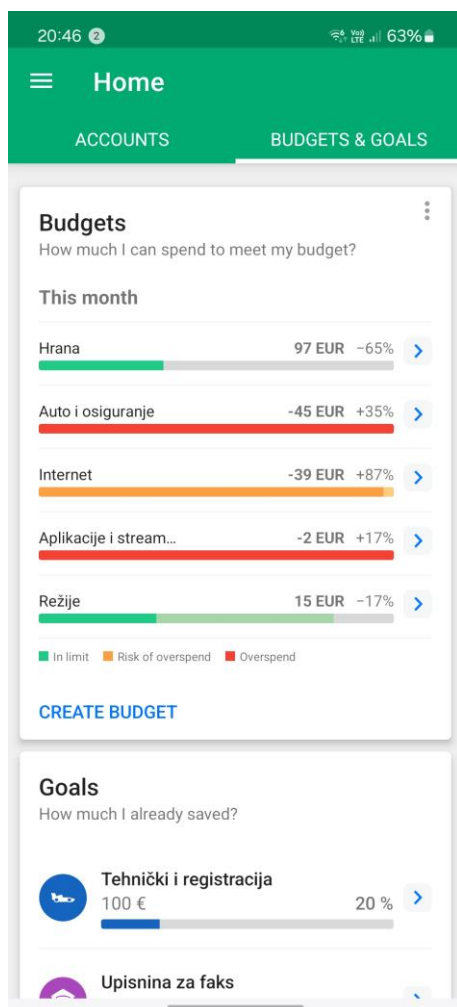 20:46 2 Vo)) LTE 63%
Home
ACCOUNTS BUDGETS & GOALS
Budgets
How much I can spend to meet my budget?
This month
Hrana 97 EUR −65%
Auto i osiguranje -45 EUR +35%
Internet -39 EUR +87%
Aplikacije i stream... -2 EUR +17%
Režije 15 EUR −17%
In limit Risk of overspend Overspend
CREATE BUDGET
Goals
How much I already saved?
Tehnički i registracija
100 € 20 %
Upisnina za faks